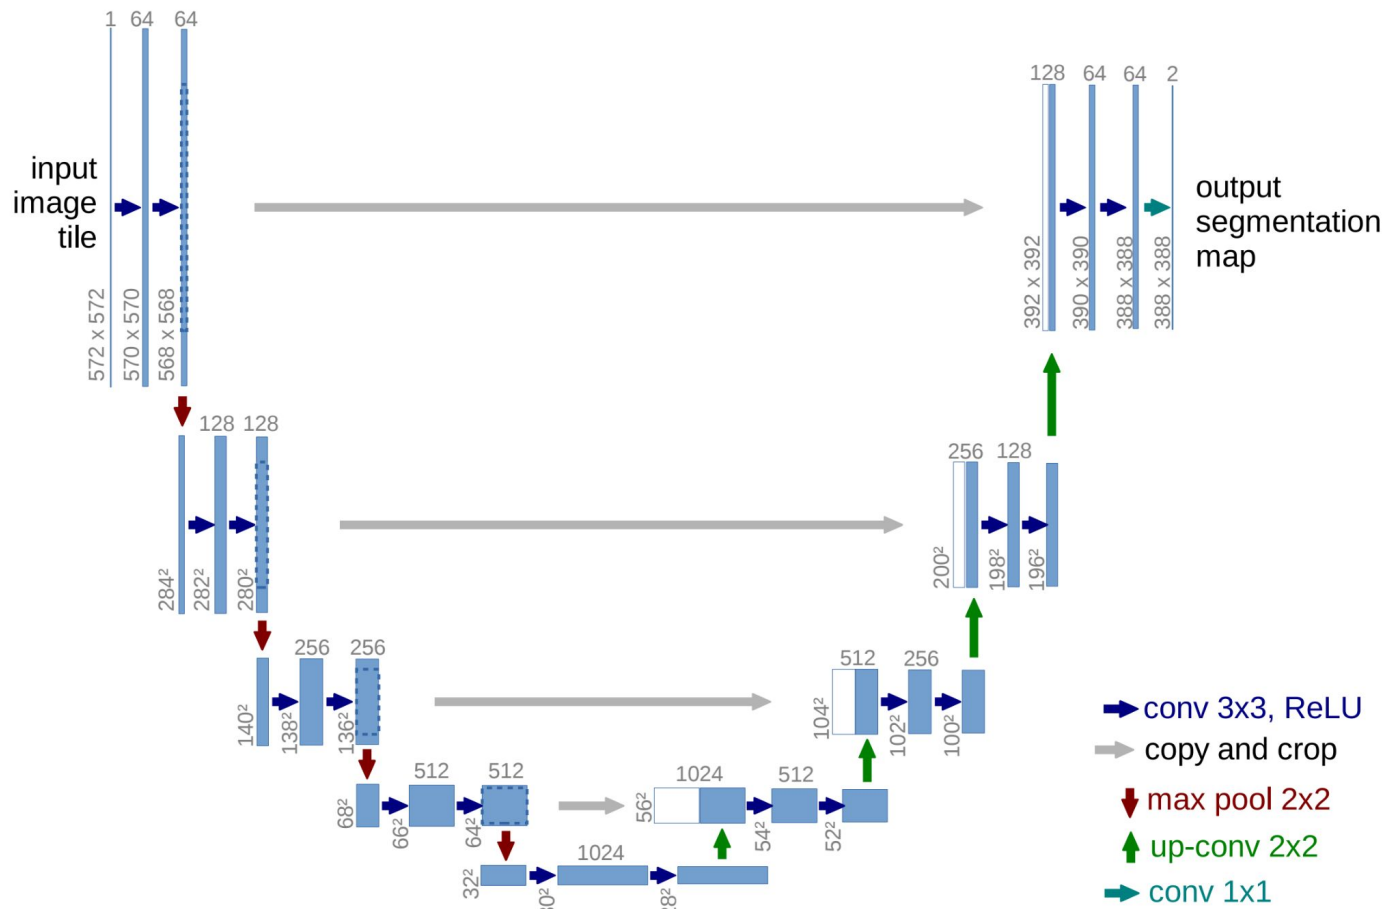 1 64 64
128 64 64 2
input
image
tile
output
segmentation
map
572 x 572
570 x 570
568 x 568
392 x 392
390 x 390
388 x 388
388 x 388
128 128
256 128
284²
282²
280²
200²
198²
196²
256 256
512 256
140²
138²
136²
104²
102²
100²
conv 3x3, ReLU
copy and crop
max pool 2x2
up-conv 2x2
conv 1x1
512 512
1024 512
68²
66²
64²
56²
54²
52²
1024
32²